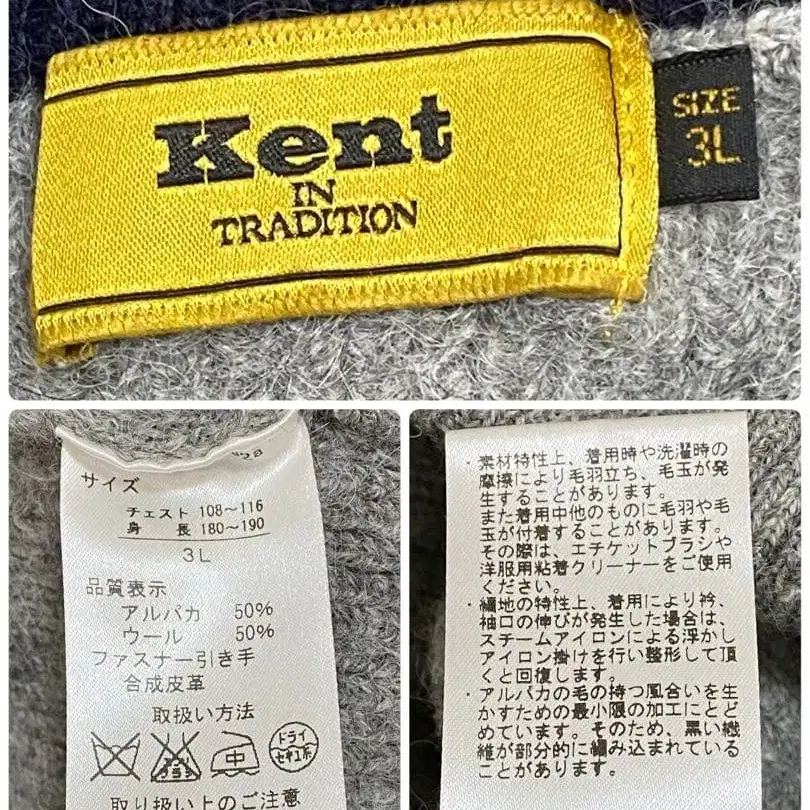 Kent
IN
TRADITION
SIZE
3L
サイズ
チェスト 108〜116
身 長 180〜190
3L
品質表示
アルパカ 50%
ウール 50%
ファスナー引き手
合成皮革
取扱い方法
エンソ
サラシ
中
ドライ
セキユ系
取り扱い上のご注意
・素材特性上、着用時や洗濯時の
摩擦により毛羽立ち、毛玉が発
生することがあります。
また着用中他のものに毛羽や毛
玉が付着することがあります。
その際は、エチケットブラシや
洋服用粘着クリーナーをご使用
ください。
・編地の特性上、着用により衿、
袖口の伸びが発生した場合は、
スチームアイロンによる浮かし
アイロン掛けを行い整形して頂
くと回復します。
・アルパカの毛の持つ風合いを生
かすための最小限の加工にとど
めています。そのため、黒い繊
維が部分的に編み込まれている
ことがあります。